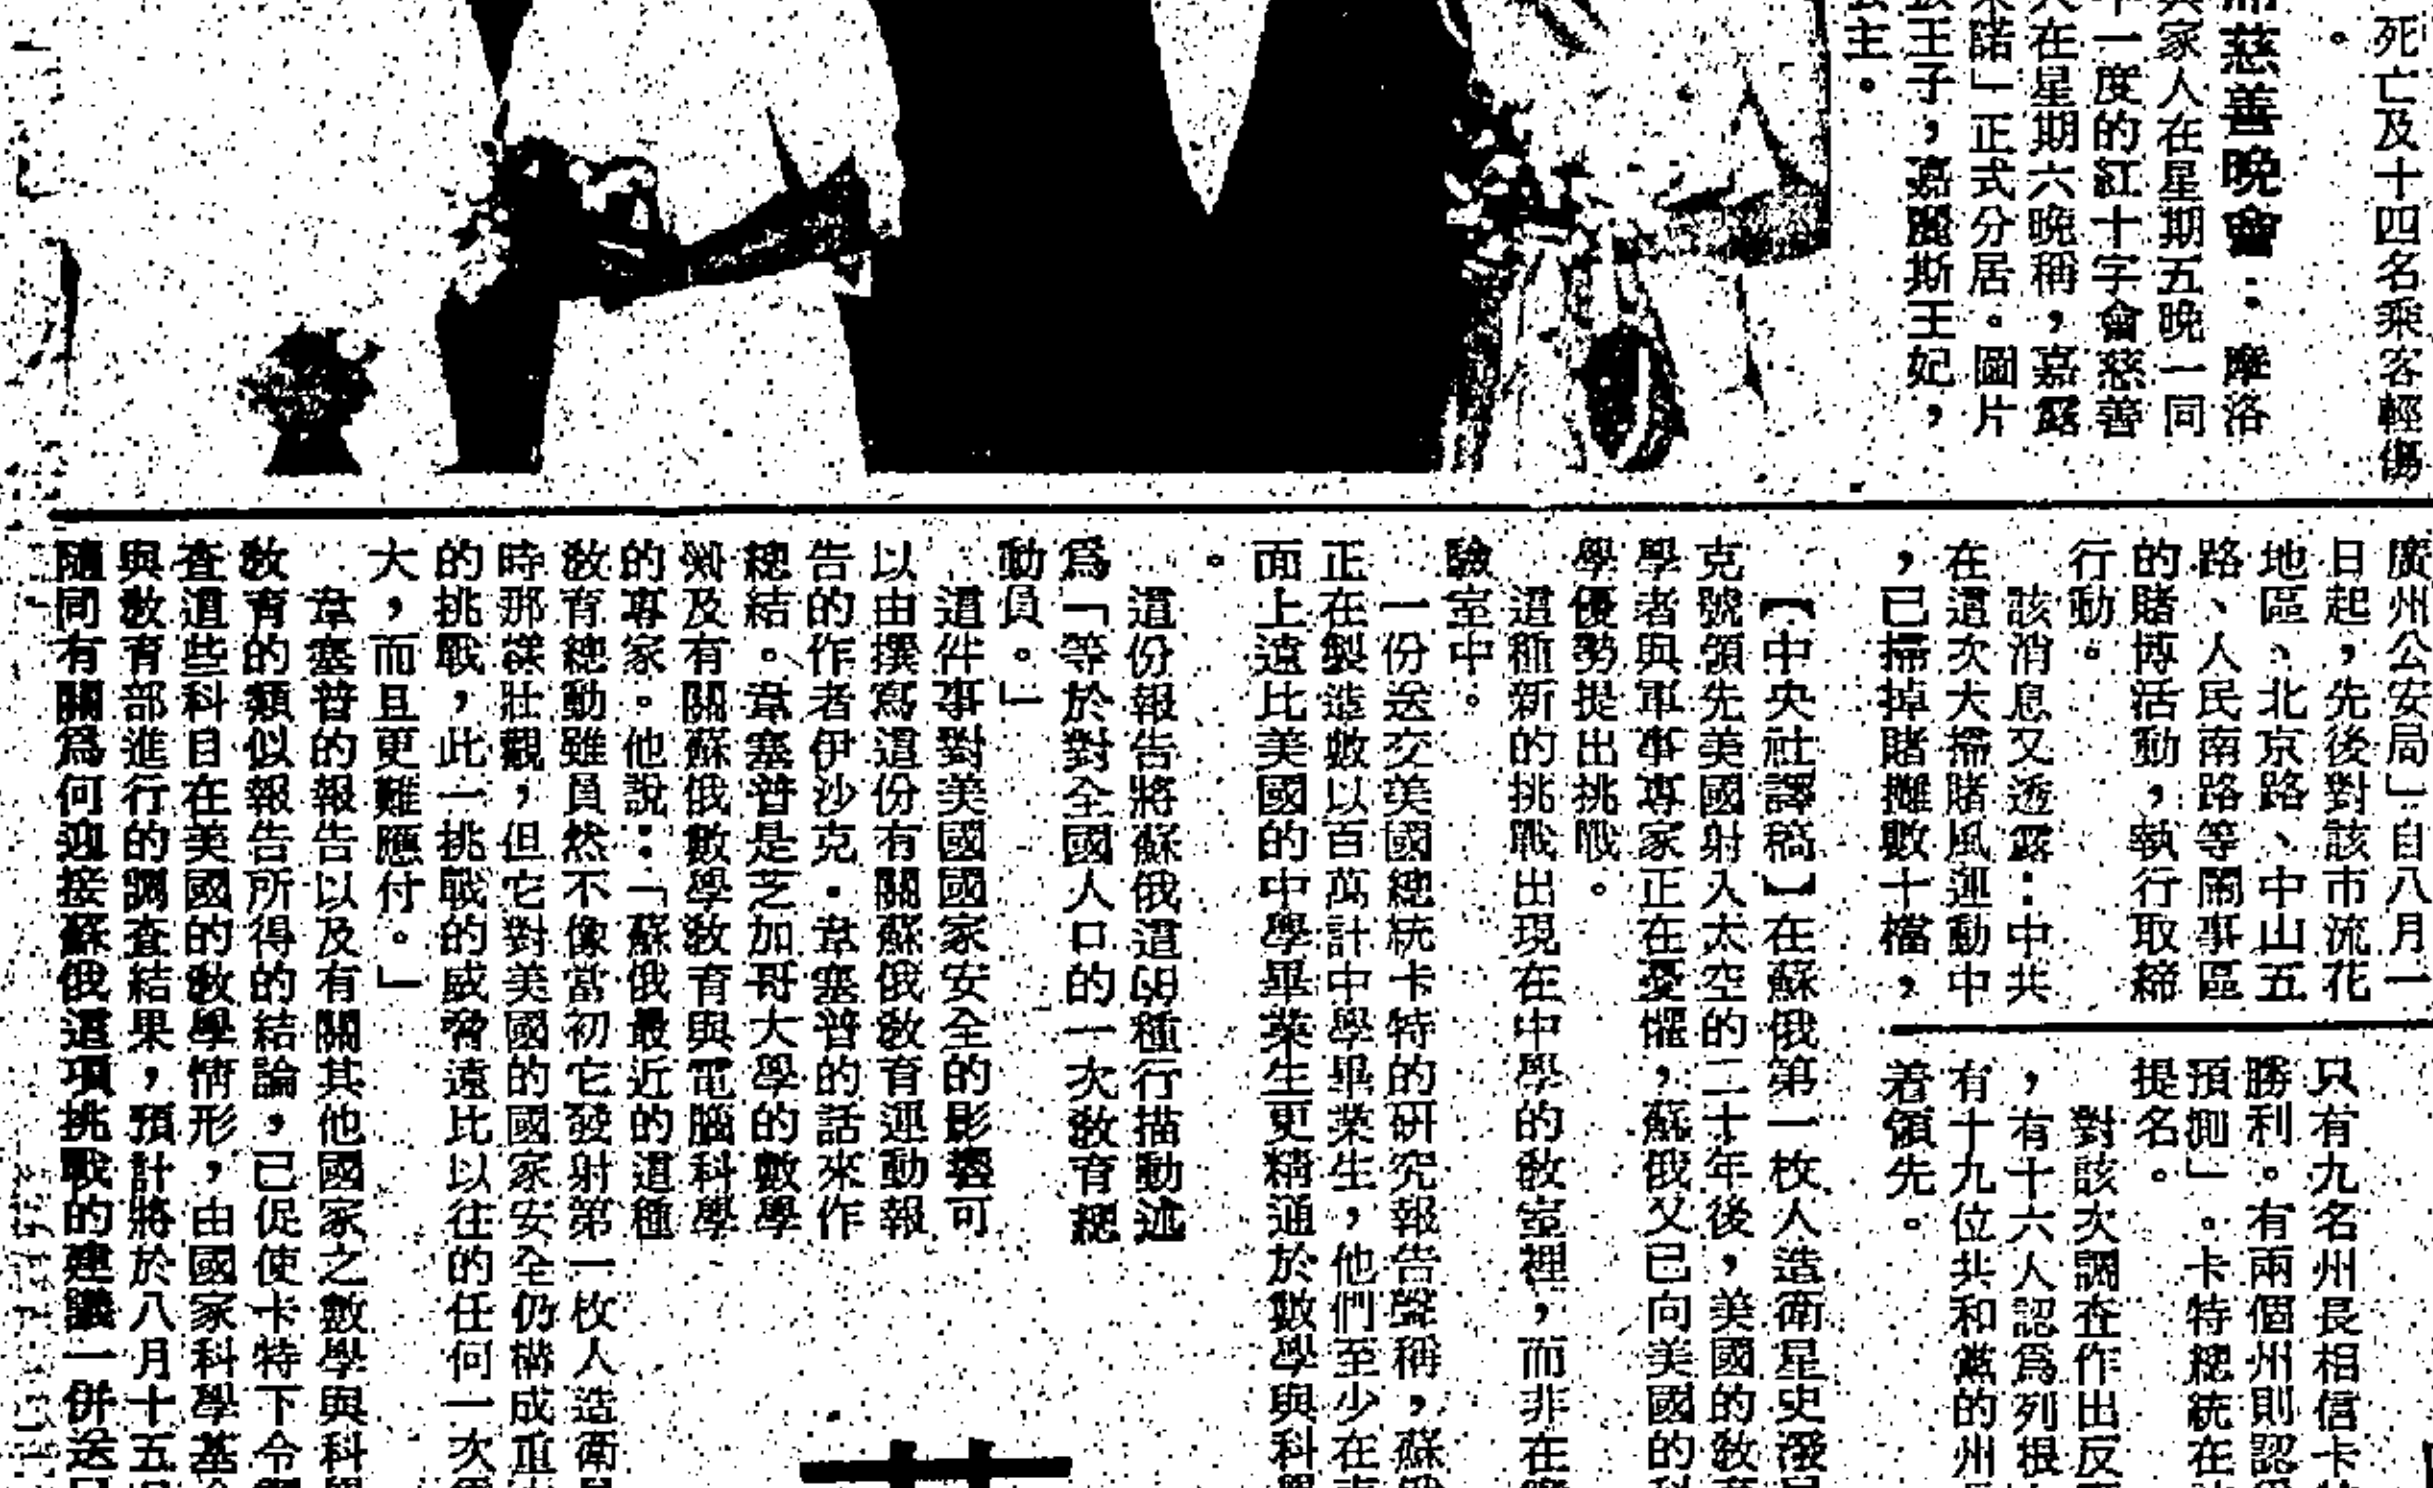 死亡及十四名乘客輕傷
。
慈善晚會：摩洛
家人在星期五晚一同
一度的紅十字會慈善
在星期六晚稱，嘉露
諾」正式分居。圖片
王子，嘉麗斯王妃，
主。
廣州公安局」自八月一
日起，先後對該市流花
地區、北京路、中山五
路、人民南路等鬧事區
的賭博活動，執行取締
行動。
該消息又透露：中共
在這次大掃賭風運動中
，已掃掉賭攤數十檔，
只有九名州長相信卡
勝利。有兩個州則認
預測」。卡特總統在
提名。
對該次調查作出反
，有十六人認爲列根
有十九位共和黨的州
着領先。
【中央社譯稿】在蘇俄第一枚人造衛星史潑
克號領先美國射入太空的二十年後，美國的教
學者與軍事專家正在憂懼，蘇俄又已向美國的科
學優勢提出挑戰。
這種新的挑戰出現在中學的教室裡，而非在
驗室中。
一份送交美國總統卡特的研究報告聲稱，蘇
正在製造數以百萬計中學畢業生，他們至少在
面上遠比美國的中學畢業生更精通於數學與科
。
這份報告將蘇俄這種行描動述
爲「等於對全國人口的一次教育總
動員。」
這件事對美國國家安全的影響可
以由撰寫這份有關蘇俄教育運動報
告的作者伊沙克・韋塞普的話來作
總結。韋塞普是芝加哥大學的數學
及有關蘇俄數學教育與電腦科學
的專家。他說：「蘇俄最近的這種
教育總動雖員然不像當初它發射第一枚人造衛
時那樣壯觀，但它對美國的國家安全仍構成重
的挑戰，此一挑戰的威脅遠比以往的任何一次
大，而且更難應付。」
韋塞普的報告以及有關其他國家之數學與科
教育的類似報告所得的結論，已促使卡特下令
查這些科目在美國的教學情形，由國家科學基
與教育部進行的調查結果，預計將於八月十五
隨同有關爲何迎接蘇俄這項挑戰的建議一併送